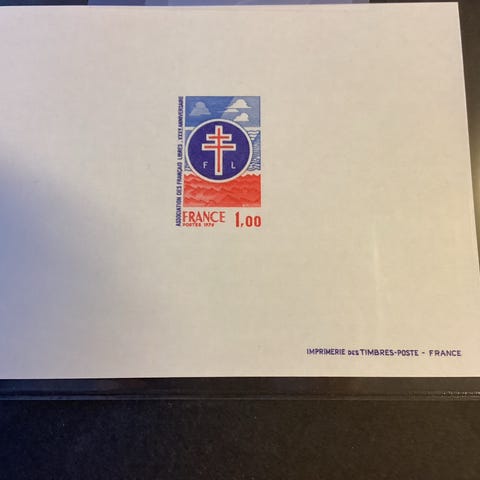 ASSOCIATION DES FRANÇAIS LIBRES XXXᵉ ANNIVERSAIRE
F L
FRANCE
POSTES 1976
1,00
IMPRIMERIE DES TIMBRES-POSTE - FRANCE